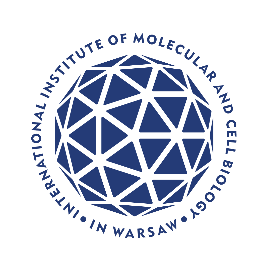 INTERNATIONAL INSTITUTE OF MOLECULAR AND CELL BIOLOGY
• IN WARSAW •